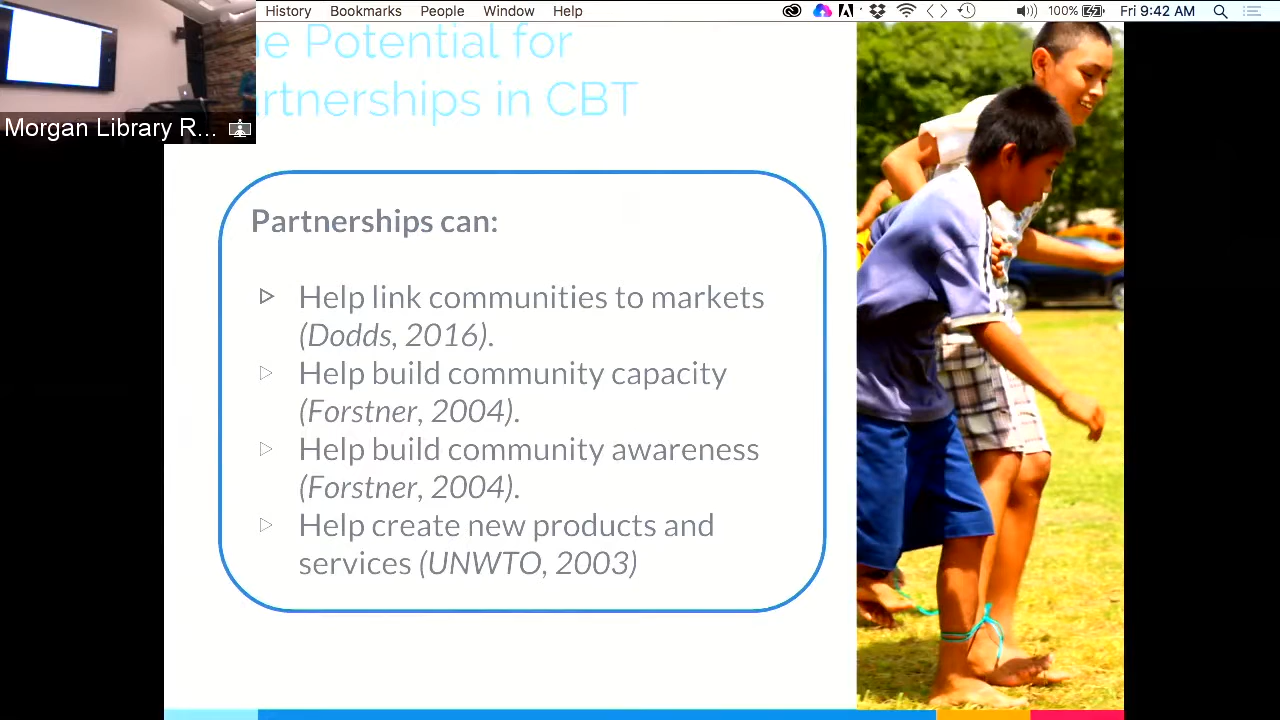 History Bookmarks People Window Help 100% Fri 9:42 AM
Morgan Library R...
Potential for
in CBT
Partnerships can:
Help link communities to markets
(Dodds, 2016).
Help build community capacity
(Forstner, 2004).
Help build community awareness
(Forstner, 2004).
Help create new products and
services (UNWTO, 2003)